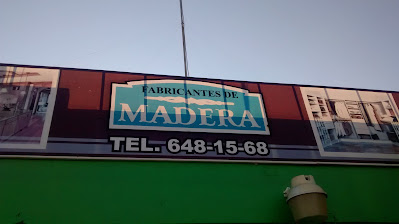 FABRICANTES DE
MADERA
TEL. 648-15-68